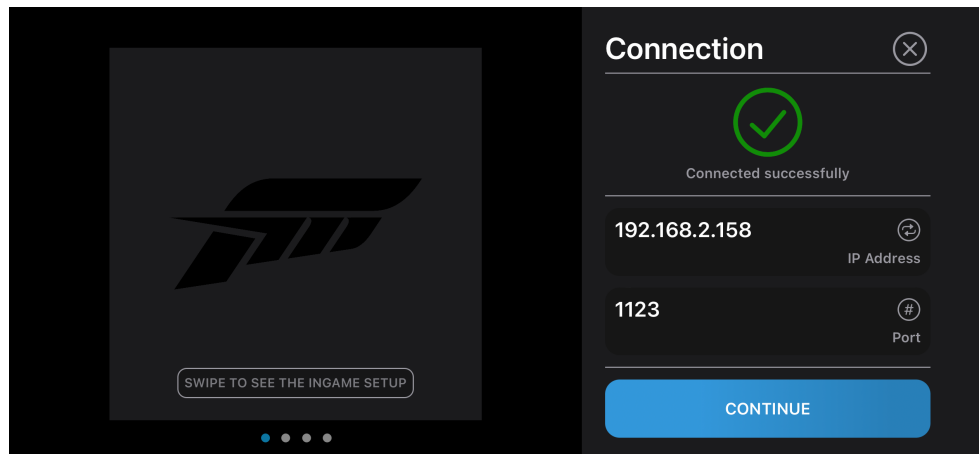 Connection
Connected successfully
192.168.2.158
IP Address
1123
#
Port
SWIPE TO SEE THE INGAME SETUP
CONTINUE